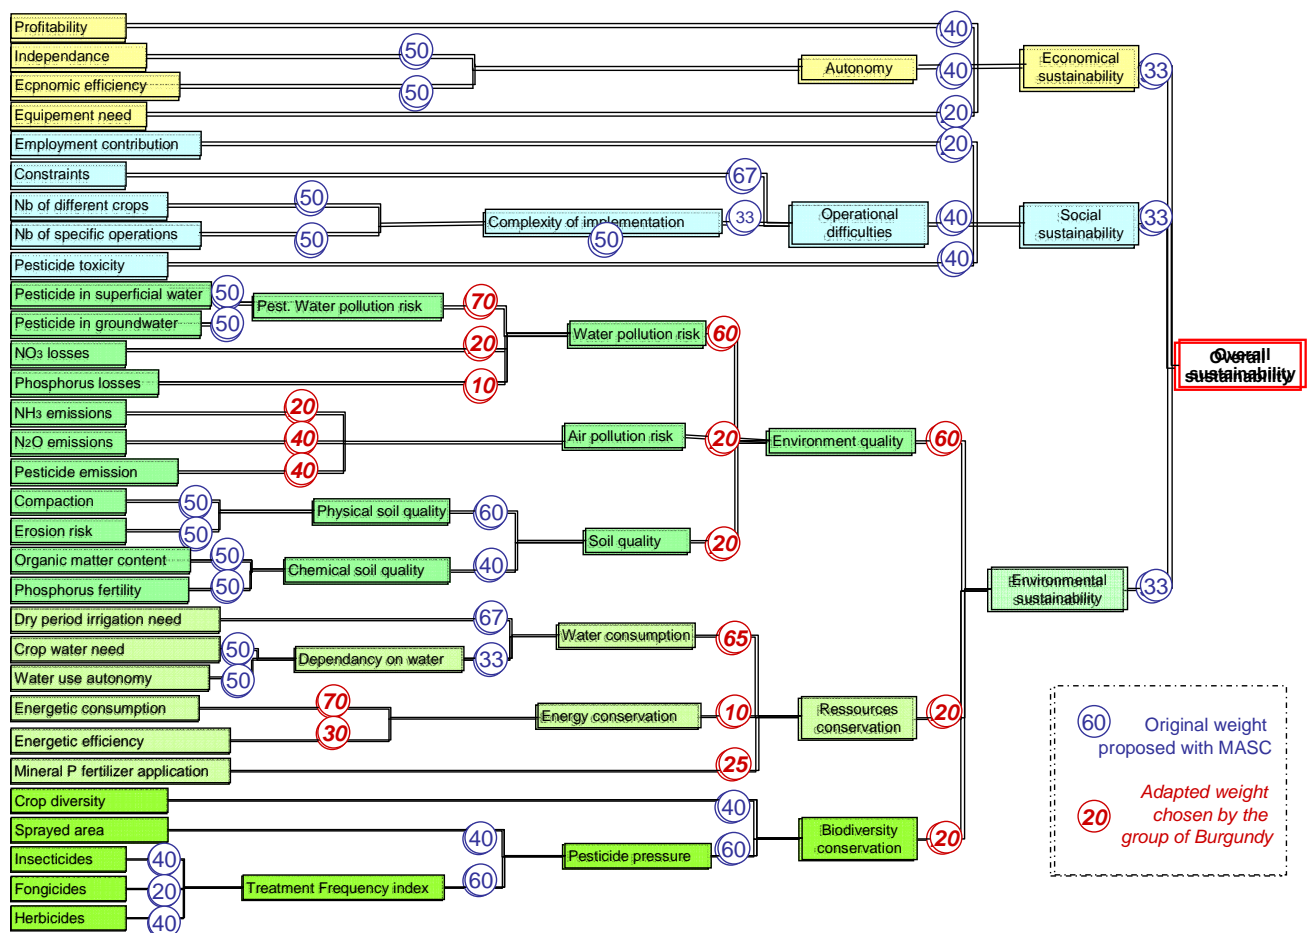 Profitability
40
Independance
50
Economical
sustainability
33
Autonomy
40
Ecpnomic efficiency
50
Equipement need
20
Employment contribution
20
Constraints
67
Nb of different crops
50
Complexity of implementation
33
50
Operational
difficulties
40
Social
sustainability
33
Nb of specific operations
50
Pesticide toxicity
40
Pesticide in superficial water
50
Pest. Water pollution risk
70
Pesticide in groundwater
50
Water pollution risk
60
NO3 losses
20
Overall
sustainability
Phosphorus losses
10
NH3 emissions
20
N2O emissions
40
Air pollution risk
20
Environment quality
60
Pesticide emission
40
Compaction
50
Physical soil quality
60
Erosion risk
50
Soil quality
20
Organic matter content
50
Chemical soil quality
40
Phosphorus fertility
50
Environmental
sustainability
33
Dry period irrigation need
67
Water consumption
65
Crop water need
50
Dependancy on water
33
Water use autonomy
50
Energetic consumption
70
Energy conservation
10
Ressources
conservation
20
Energetic efficiency
30
Mineral P fertilizer application
25
Crop diversity
40
Sprayed area
40
Biodiversity
conservation
20
Insecticides
40
Pesticide pressure
60
Fongicides
20
Treatment Frequency index
60
Herbicides
40
60
Original weight
proposed with MASC
20
Adapted weight
chosen by the
group of Burgundy